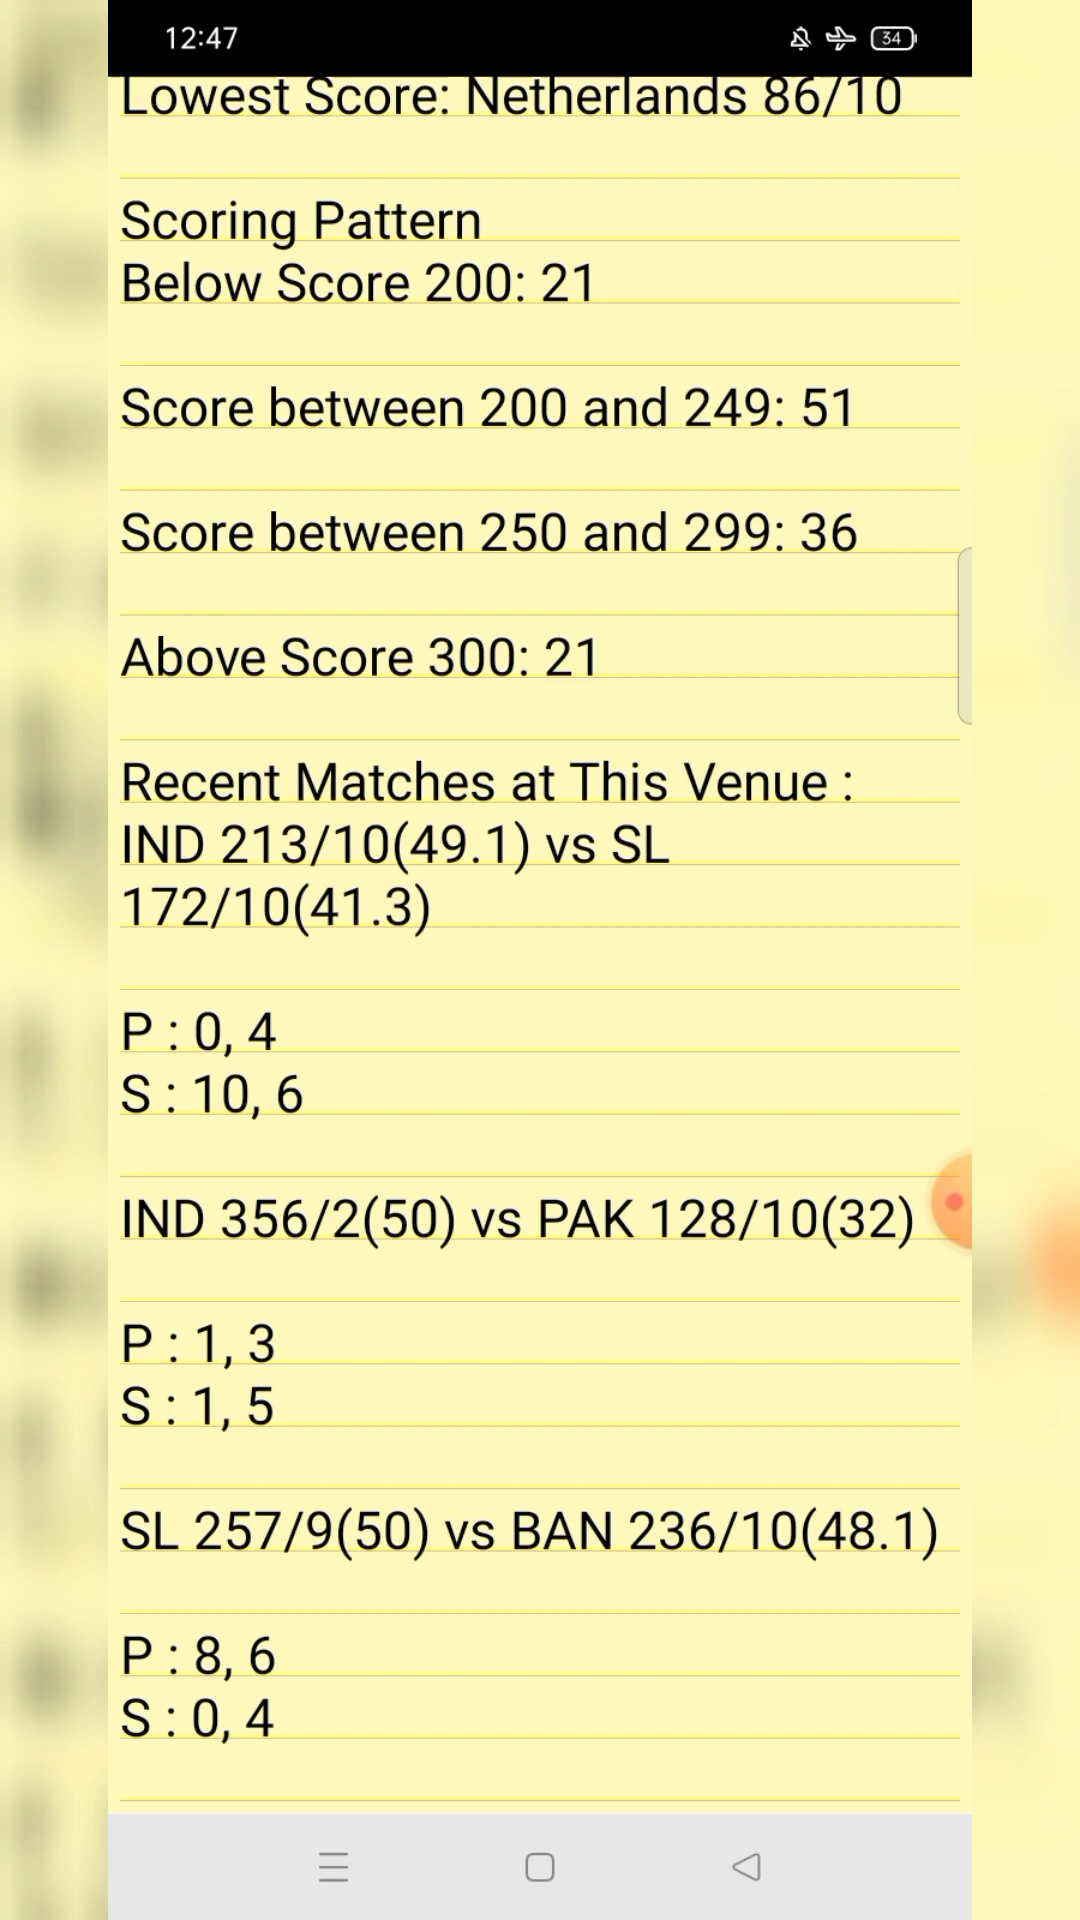 12:47
34
Lowest Score: Netherlands 86/10
Scoring Pattern
Below Score 200: 21
Score between 200 and 249: 51
Score between 250 and 299: 36
Above Score 300: 21
Recent Matches at This Venue :
IND 213/10(49.1) vs SL
172/10(41.3)
P : 0, 4
S : 10, 6
IND 356/2(50) vs PAK 128/10(32)
P : 1, 3
S : 1, 5
SL 257/9(50) vs BAN 236/10(48.1)
P : 8, 6
S : 0, 4